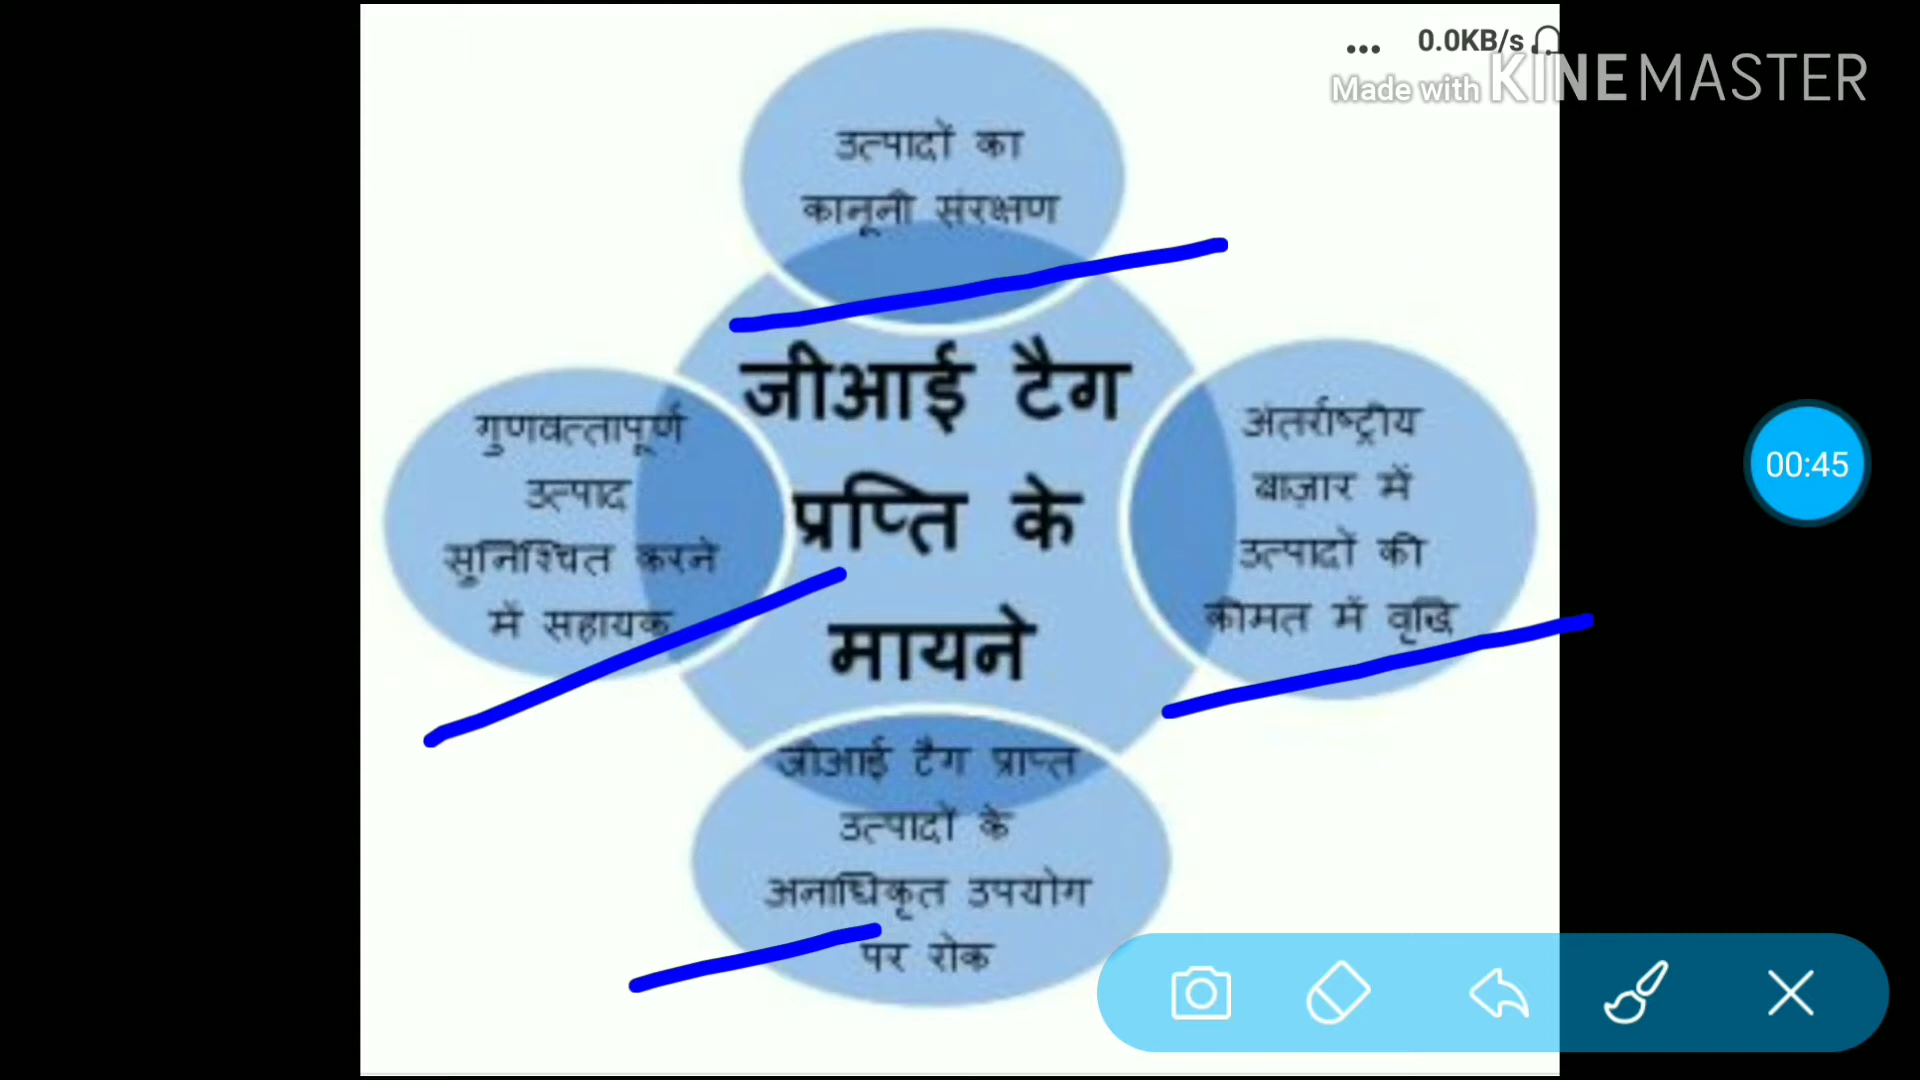 ... 0.0KB/s
Made with KINEMASTER
उत्पादों का
कानूनी संरक्षण
जीआई टैग
प्रप्ति के
मायने
गुणवत्तापूर्ण
उत्पाद
सुनिश्चित करने
में सहायक
अंतर्राष्ट्रीय
बाज़ार में
उत्पादों की
कीमत में वृद्धि
00:45
जीआई टैग प्राप्त
उत्पादों के
अनाधिकृत उपयोग
पर रोक